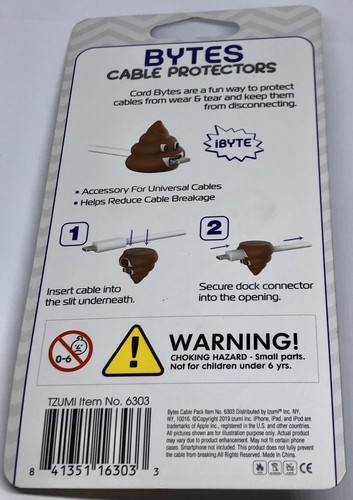 BYTES
CABLE PROTECTORS
Cord Bytes are a fun way to protect
cables from wear & tear and keep them
from disconnecting.
iBYTE
• Accessory For Universal Cables
• Helps Reduce Cable Breakage
1
2
Insert cable into
the slit underneath.
Secure dock connector
into the opening.
0-6
WARNING!
CHOKING HAZARD - Small parts.
Not for children under 6 yrs.
TZUMI Item No. 6303
8 41351 16303 3
Bytes Cable Pack Item No. 6303 Distributed by Izumi® Inc. NY,
NY, 10016. ©Copyright 2019 Izumi Inc. iPhone, iPad, and iPod are
trademarks of Apple Inc., registered in the U.S. and other countries.
All pictures shown are for illustration purpose only. Actual product
may vary due to product enhancement. May not fit certain phone
cases. Smartphone not included. This product does not fully prevent
the cable from breaking.All Rights Reserved. Made In China.